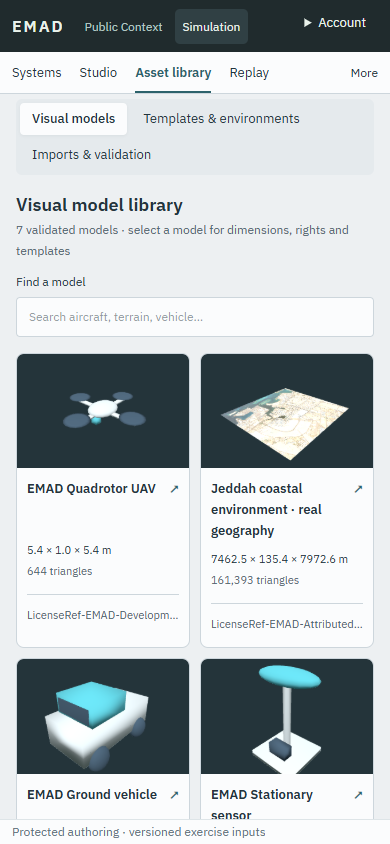 EMAD Public Context Simulation ▶ Account
Systems Studio Asset library Replay More
Visual models Templates & environments
Imports & validation
Visual model library
7 validated models · select a model for dimensions, rights and
templates
Find a model
Search aircraft, terrain, vehicle...
EMAD Quadrotor UAV ↗
5.4 × 1.0 × 5.4 m
644 triangles
LicenseRef-EMAD-Developm...
Jeddah coastal ↗
environment · real
geography
7462.5 × 135.4 × 7972.6 m
161,393 triangles
LicenseRef-EMAD-Attributed...
EMAD Ground vehicle ↗
EMAD Stationary ↗
sensor
Protected authoring · versioned exercise inputs